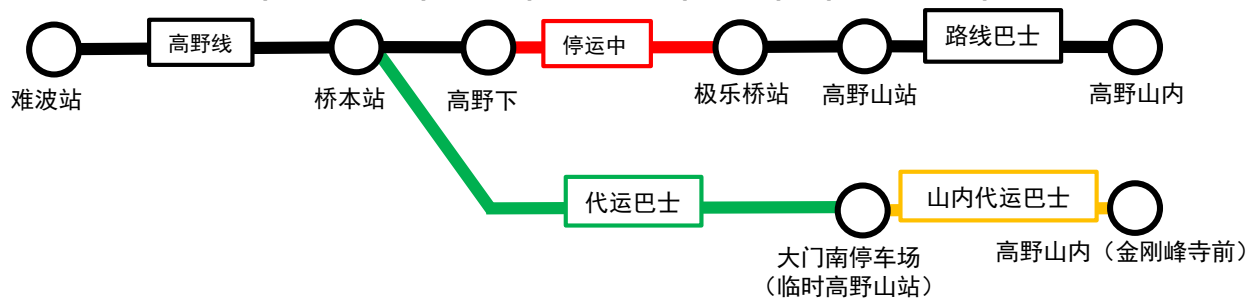 高野线
停运中
路线巴士
难波站
桥本站
高野下
极乐桥站
高野山站
高野山内
代运巴士
山内代运巴士
大门南停车场
（临时高野山站）
高野山内（金刚峰寺前）